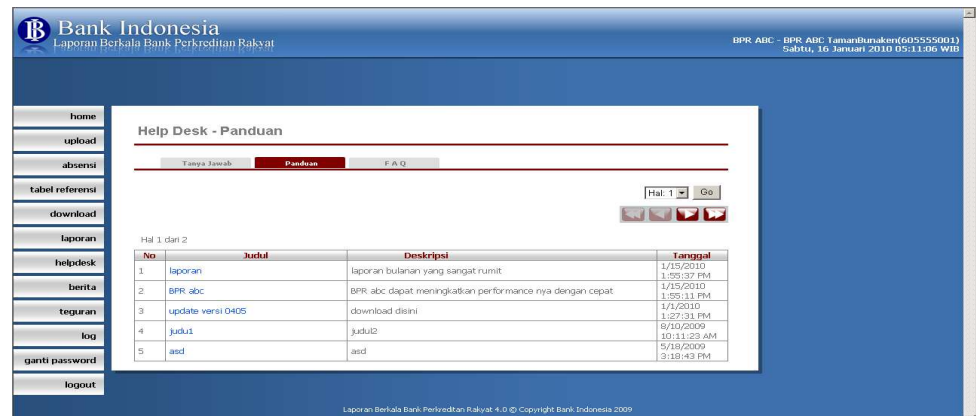 Bank Indonesia
Laporan Berkala Bank Perkreditan Rakyat
BPR ABC - BPR ABC TamanBunaken(605555001)
Sabtu, 16 Januari 2010 05:11:06 WIB
home
upload
absensi
tabel referensi
download
laporan
helpdesk
berita
teguran
log
ganti password
logout
Help Desk - Panduan
Tanya Jawab Panduan F A Q
Hal: 1 Go
Hal 1 dari 2
No Judul Deskripsi Tanggal
1 laporan laporan bulanan yang sangat rumit 1/15/2010 1:55:37 PM
2 BPR abc BPR abc dapat meningkatkan performance nya dengan cepat 1/15/2010 1:55:11 PM
3 update versi 0405 download disini 1/1/2010 1:27:31 PM
4 judu1 judul2 8/10/2009 10:11:23 AM
5 asd asd 5/18/2009 3:18:43 PM
Laporan Berkala Bank Perkreditan Rakyat 4.0 © Copyright Bank Indonesia 2009